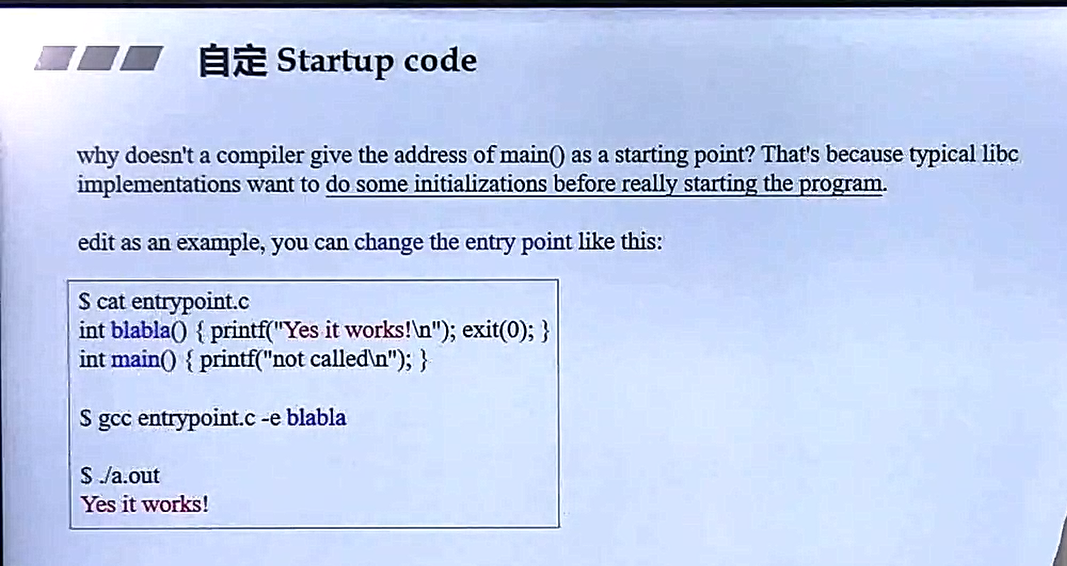 自定 Startup code
why doesn't a compiler give the address of main() as a starting point? That's because typical libc
implementations want to do some initializations before really starting the program.
edit as an example, you can change the entry point like this:
$ cat entrypoint.c
int blabla() { printf("Yes it works!\n"); exit(0); }
int main() { printf("not called\n"); }
$ gcc entrypoint.c -e blabla
$ ./a.out
Yes it works!